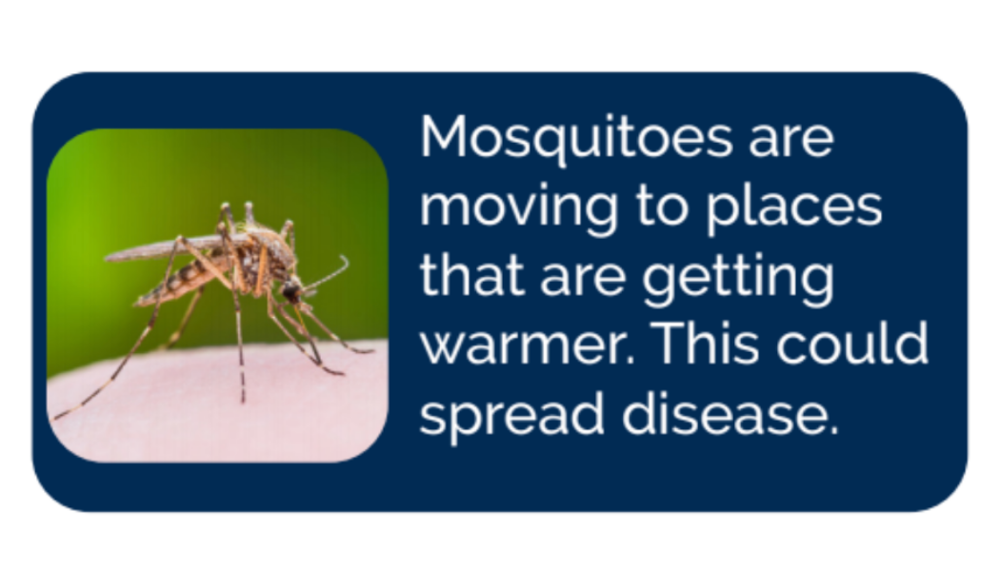 Mosquitoes are
moving to places
that are getting
warmer. This could
spread disease.